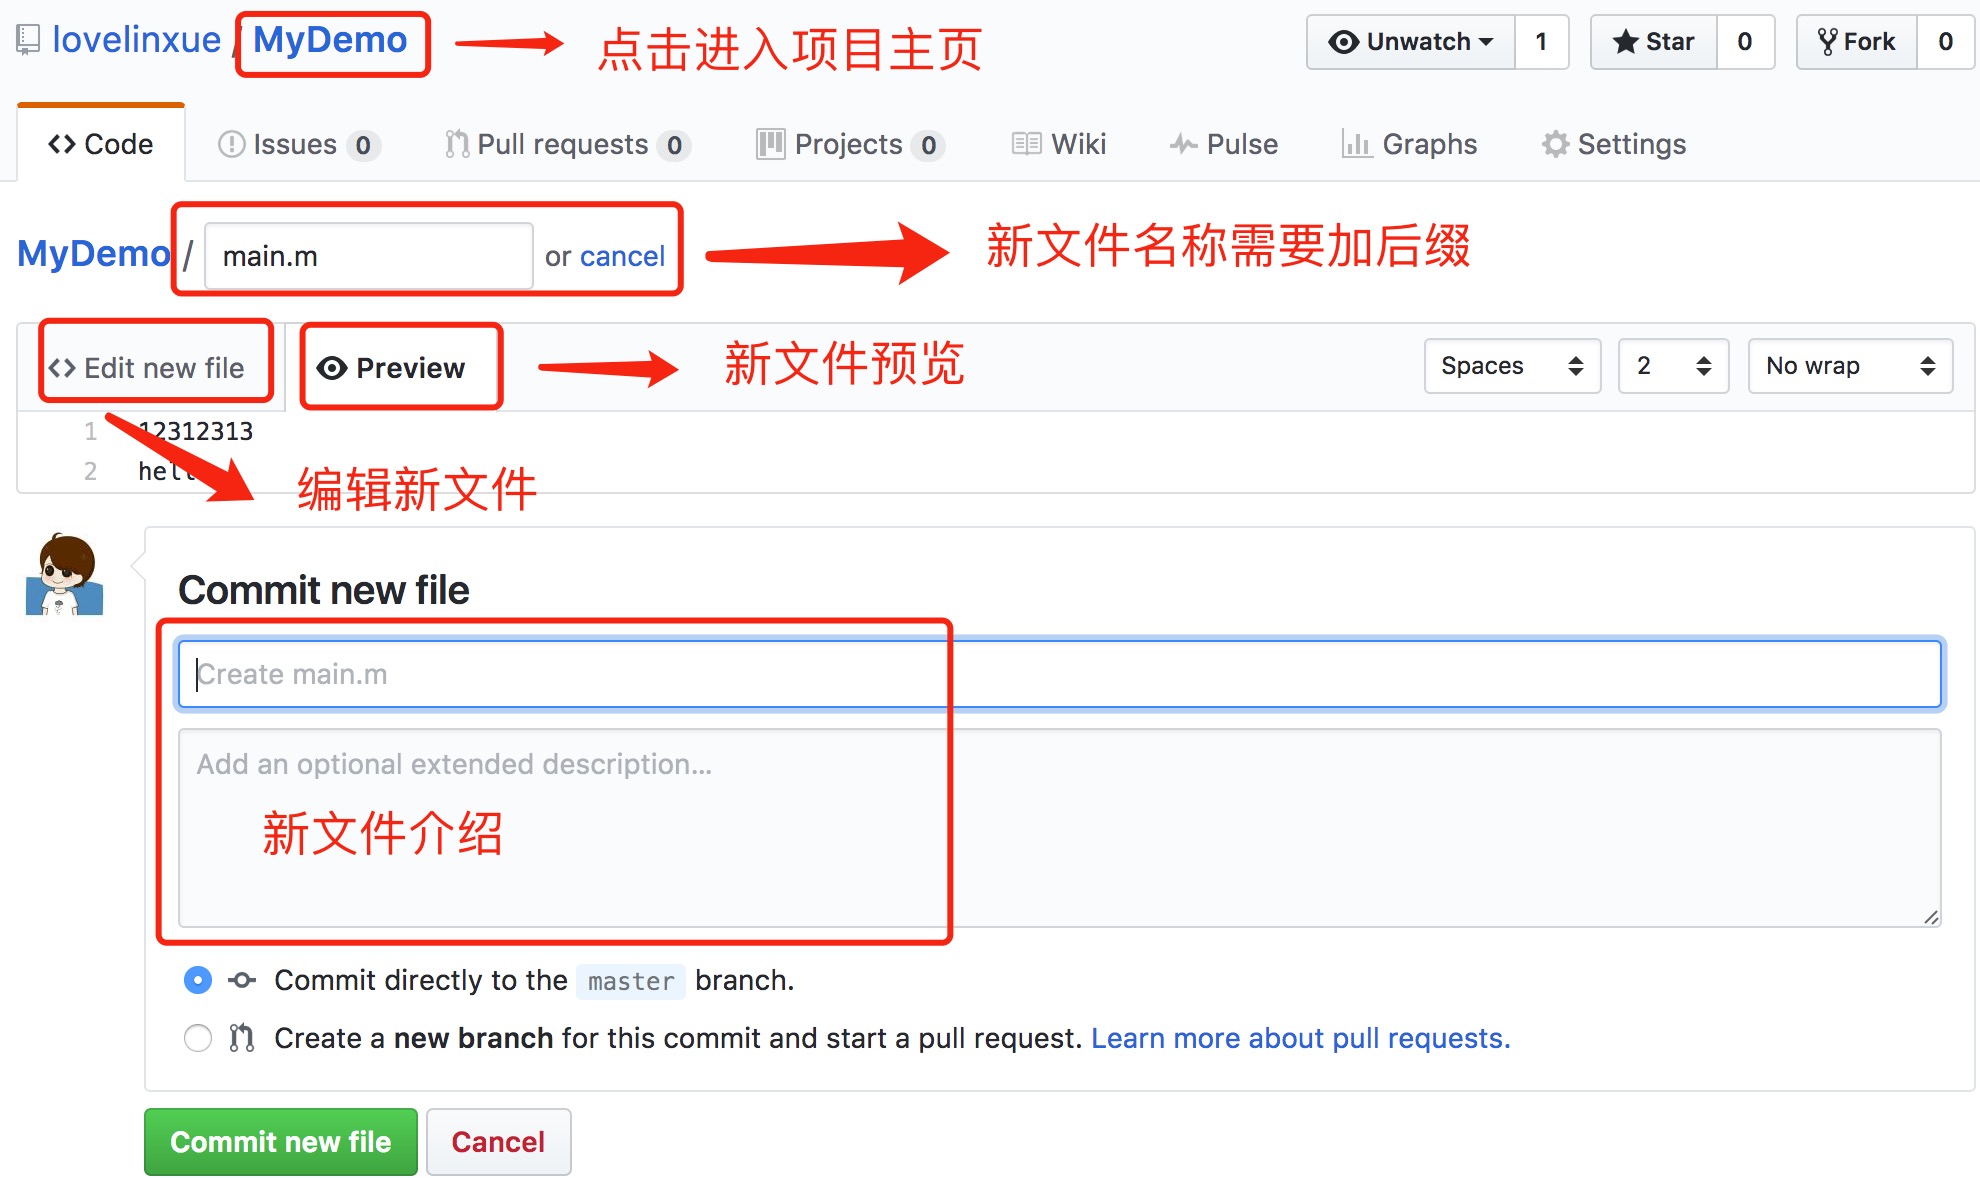 lovelinxue / MyDemo 点击进入项目主页 Unwatch 1 Star 0 Fork 0
Code Issues 0 Pull requests 0 Projects 0 Wiki Pulse Graphs Settings
MyDemo / main.m or cancel 新文件名称需要加后缀
Edit new file Preview 新文件预览 Spaces 2 No wrap
1 12312313
2
编辑新文件
Commit new file
Create main.m
Add an optional extended description...
新文件介绍
Commit directly to the master branch.
Create a new branch for this commit and start a pull request. Learn more about pull requests.
Commit new file Cancel